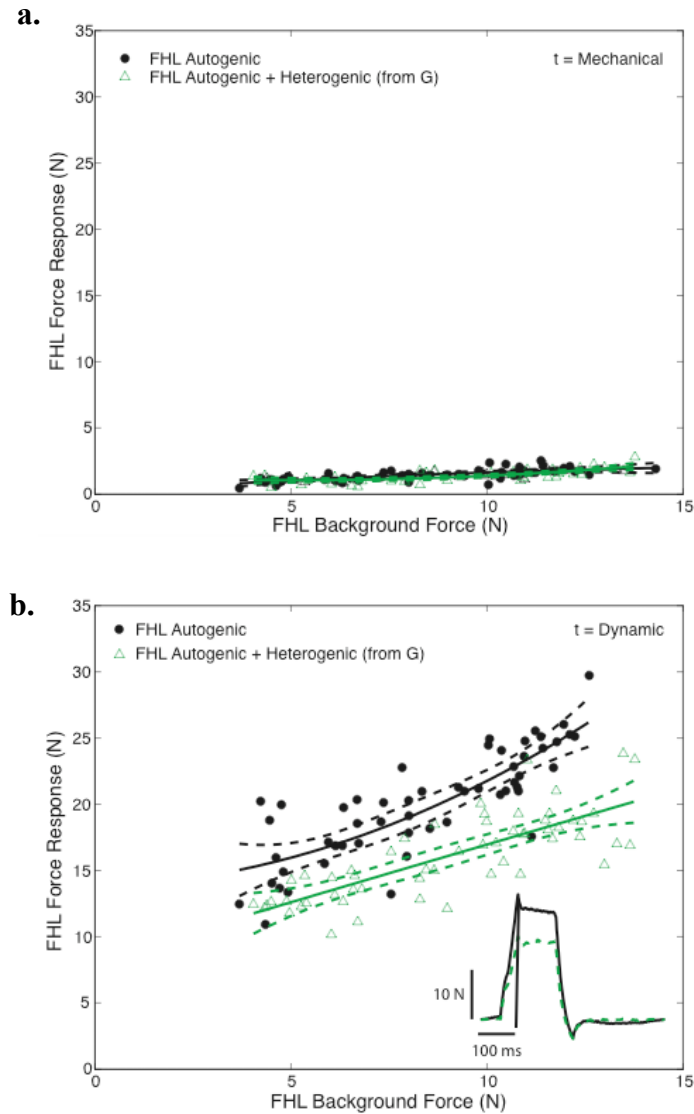 a.
35
30
25
20
15
10
5
0
FHL Force Response (N)
FHL Autogenic
FHL Autogenic + Heterogenic (from G)
t = Mechanical
0 5 10 15
FHL Background Force (N)
b.
35
30
25
20
15
10
5
0
FHL Force Response (N)
FHL Autogenic
FHL Autogenic + Heterogenic (from G)
t = Dynamic
10 N
100 ms
0 5 10 15
FHL Background Force (N)